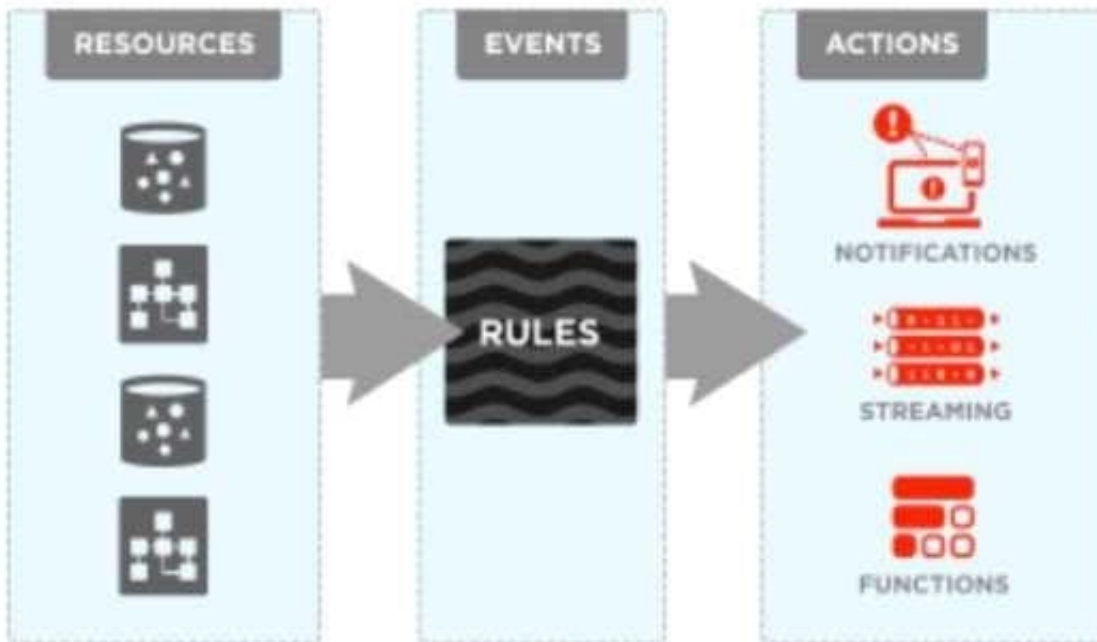 RESOURCES
EVENTS
ACTIONS
RULES
NOTIFICATIONS
STREAMING
FUNCTIONS